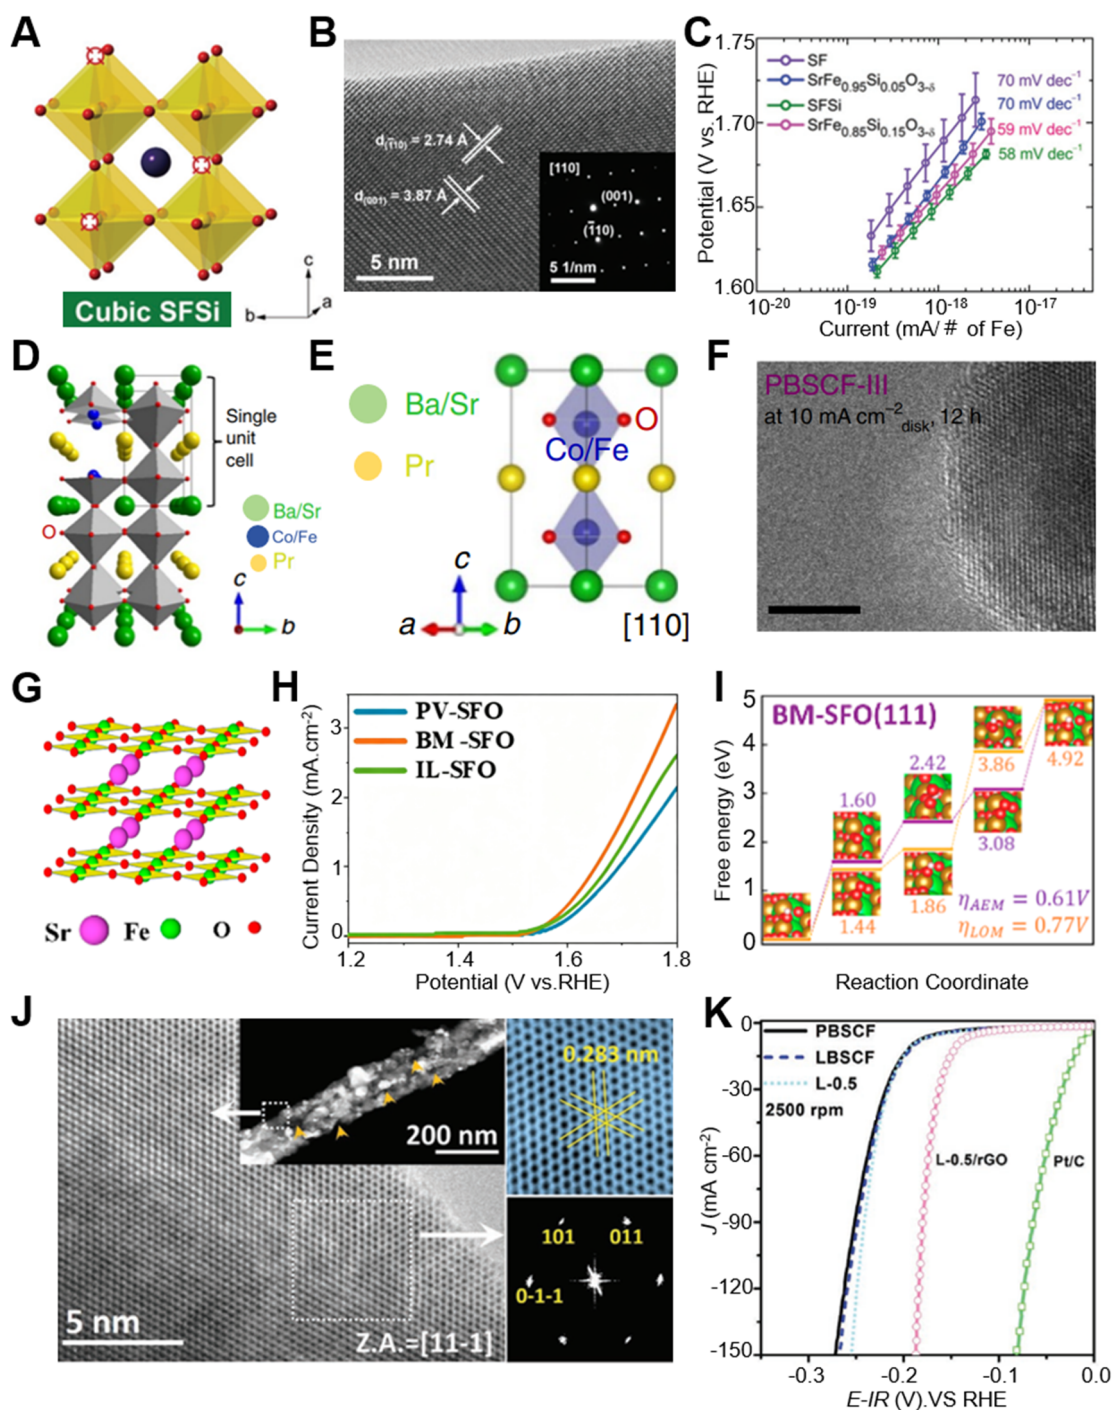 A
Cubic SFSi
c
b
a
B
d(1̄10) = 2.74 Å
d(001) = 3.87 Å
5 nm
[110]
(001)
(1̄10)
5 1/nm
C
1.75
1.70
1.65
1.60
Potential (V vs. RHE)
SF
SrFe0.95Si0.05O3-δ
SFSi
SrFe0.85Si0.15O3-δ
70 mV dec⁻¹
70 mV dec⁻¹
59 mV dec⁻¹
58 mV dec⁻¹
10⁻²⁰
10⁻¹⁹
10⁻¹⁸
10⁻¹⁷
Current (mA/ # of Fe)
D
Single
unit
cell
O
Ba/Sr
Co/Fe
Pr
c
b
E
Ba/Sr
Pr
O
Co/Fe
c
a
b
[110]
F
PBSCF-III
at 10 mA cm⁻²disk, 12 h
G
Sr
Fe
O
H
Current Density (mA.cm⁻²)
3
2
1
0
PV-SFO
BM -SFO
IL-SFO
1.2
1.4
1.6
1.8
Potential (V vs.RHE)
I
Free energy (eV)
5
4
3
2
1
0
BM-SFO(111)
1.60
2.42
3.86
4.92
1.44
1.86
3.08
ηAEM = 0.61V
ηLOM = 0.77V
Reaction Coordinate
J
200 nm
5 nm
Z.A.=[11-1]
0.283 nm
101
011
0-1-1
K
J (mA cm⁻²)
0
-30
-60
-90
-120
-150
PBSCF
LBSCF
L-0.5
2500 rpm
L-0.5/rGO
Pt/C
-0.3
-0.2
-0.1
0.0
E-IR (V).VS RHE